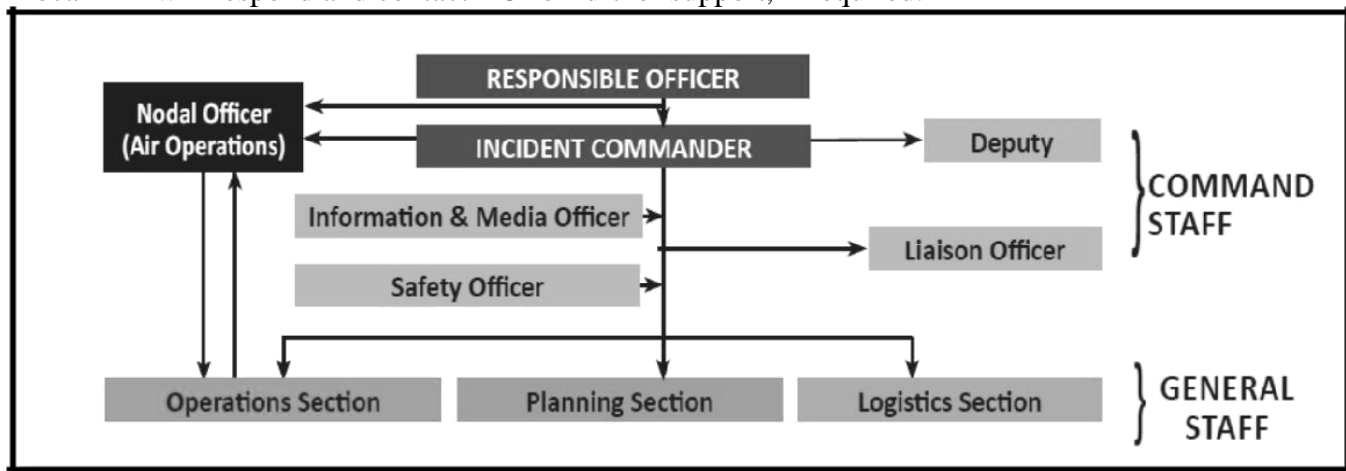 RESPONSIBLE OFFICER
Nodal Officer
(Air Operations)
INCIDENT COMMANDER
Deputy
COMMAND
STAFF
Information & Media Officer
Liaison Officer
Safety Officer
Operations Section
Planning Section
Logistics Section
GENERAL
STAFF